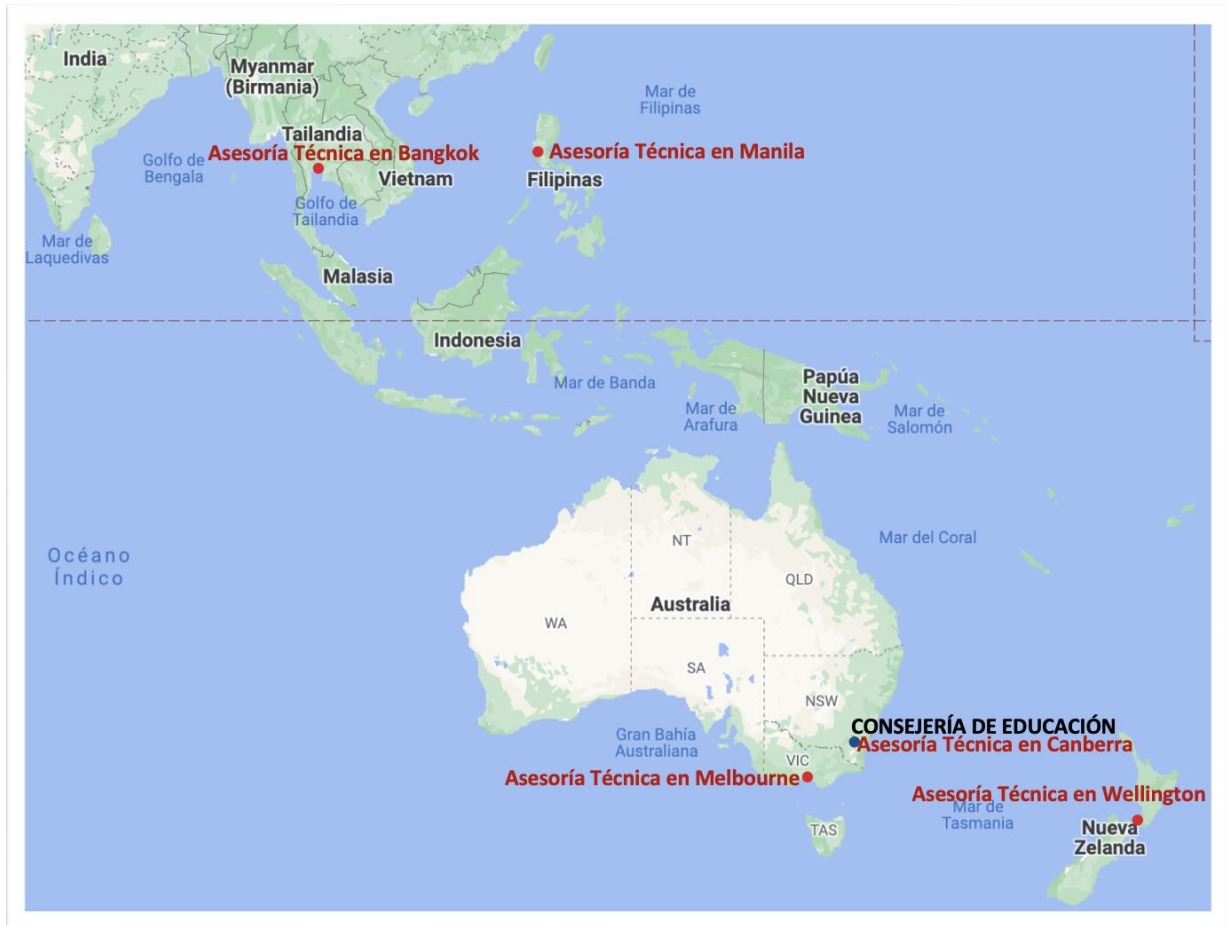 India
Myanmar
(Birmania)
Mar de
Filipinas
Tailandia
Asesoría Técnica en Bangkok
Asesoría Técnica en Manila
Golfo de
Bengala
Vietnam
Filipinas
Golfo de
Tailandia
Mar de
Laquedivas
Malasia
Indonesia
Mar de Banda
Papúa
Nueva
Guinea
Mar de
Arafura
Mar de
Salomón
Océano
Índico
NT
Mar del Coral
QLD
Australia
WA
SA
NSW
CONSEJERÍA DE EDUCACIÓN
Asesoría Técnica en Canberra
Gran Bahía
Australiana
VIC
Asesoría Técnica en Melbourne
Asesoría Técnica en Wellington
Mar de
Tasmania
TAS
Nueva
Zelanda